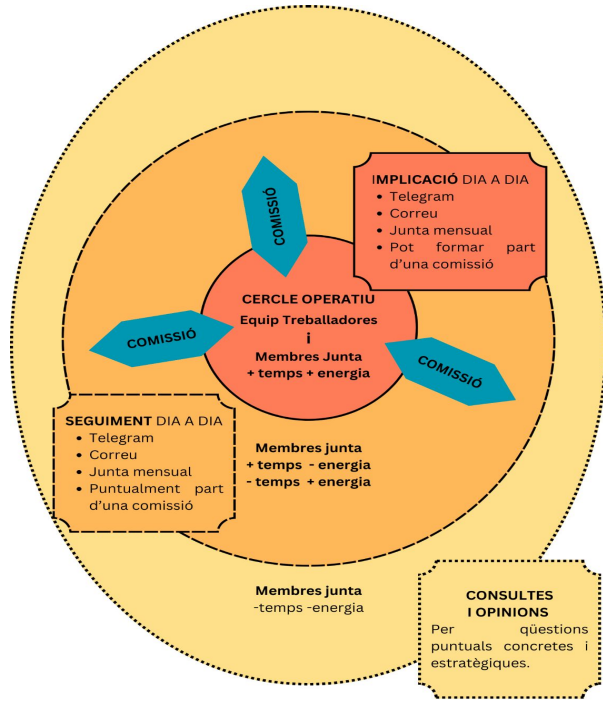 COMISSIÓ
IMPLICACIÓ DIA A DIA
• Telegram
• Correu
• Junta mensual
• Pot formar part
d'una comissió
CERCLE OPERATIU
Equip Treballadores
i
Membres Junta
+ temps + energia
COMISSIÓ
COMISSIÓ
SEGUIMENT DIA A DIA
• Telegram
• Correu
• Junta mensual
• Puntualment part
d'una comissió
Membres junta
+ temps - energia
- temps + energia
Membres junta
-temps -energia
CONSULTES
I OPINIONS
Per qüestions
puntuals concretes i
estratègiques.